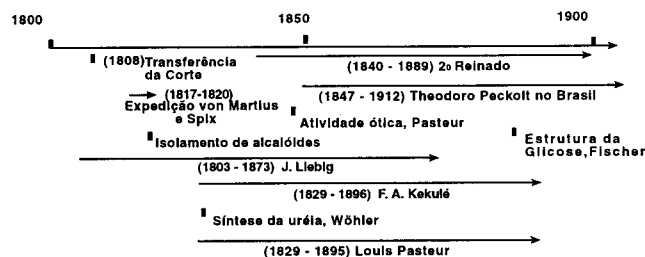 1800
1850
1900
(1808) Transferência
da Corte
(1840 - 1889) 2o Reinado
(1817-1820)
Expedição von Martius
e Spix
(1847 - 1912) Theodoro Peckolt no Brasil
Atividade ótica, Pasteur
Isolamento de alcalóides
Estrutura da
Glicose, Fischer
(1803 - 1873) J. Liebig
(1829 - 1896) F. A. Kekulé
Síntese da uréia, Wöhler
(1829 - 1895) Louis Pasteur